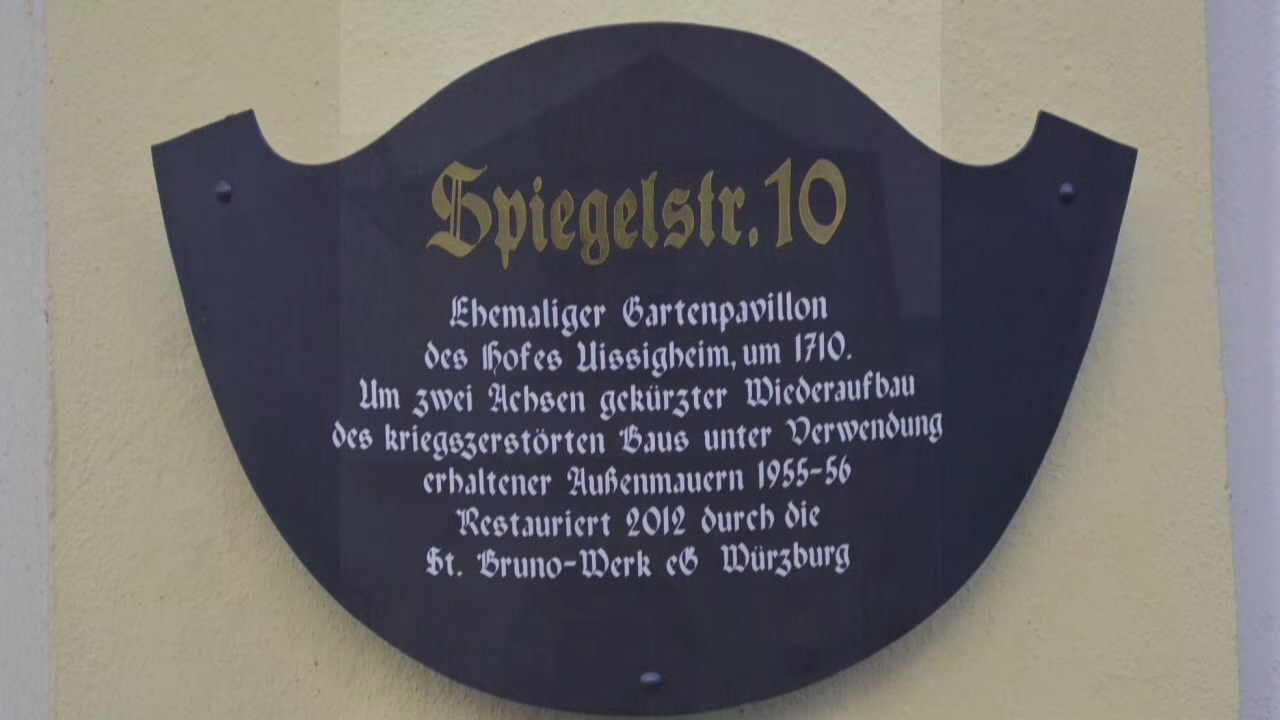 Spiegelstr. 10
Ehemaliger Gartenpavillon
des Hofes Uissigheim, um 1710.
Um zwei Achsen gekürzter Wiederaufbau
des kriegszerstörten Baus unter Verwendung
erhaltener Außenmauern 1955-56
Restauriert 2012 durch die
St. Bruno-Werk eG Würzburg